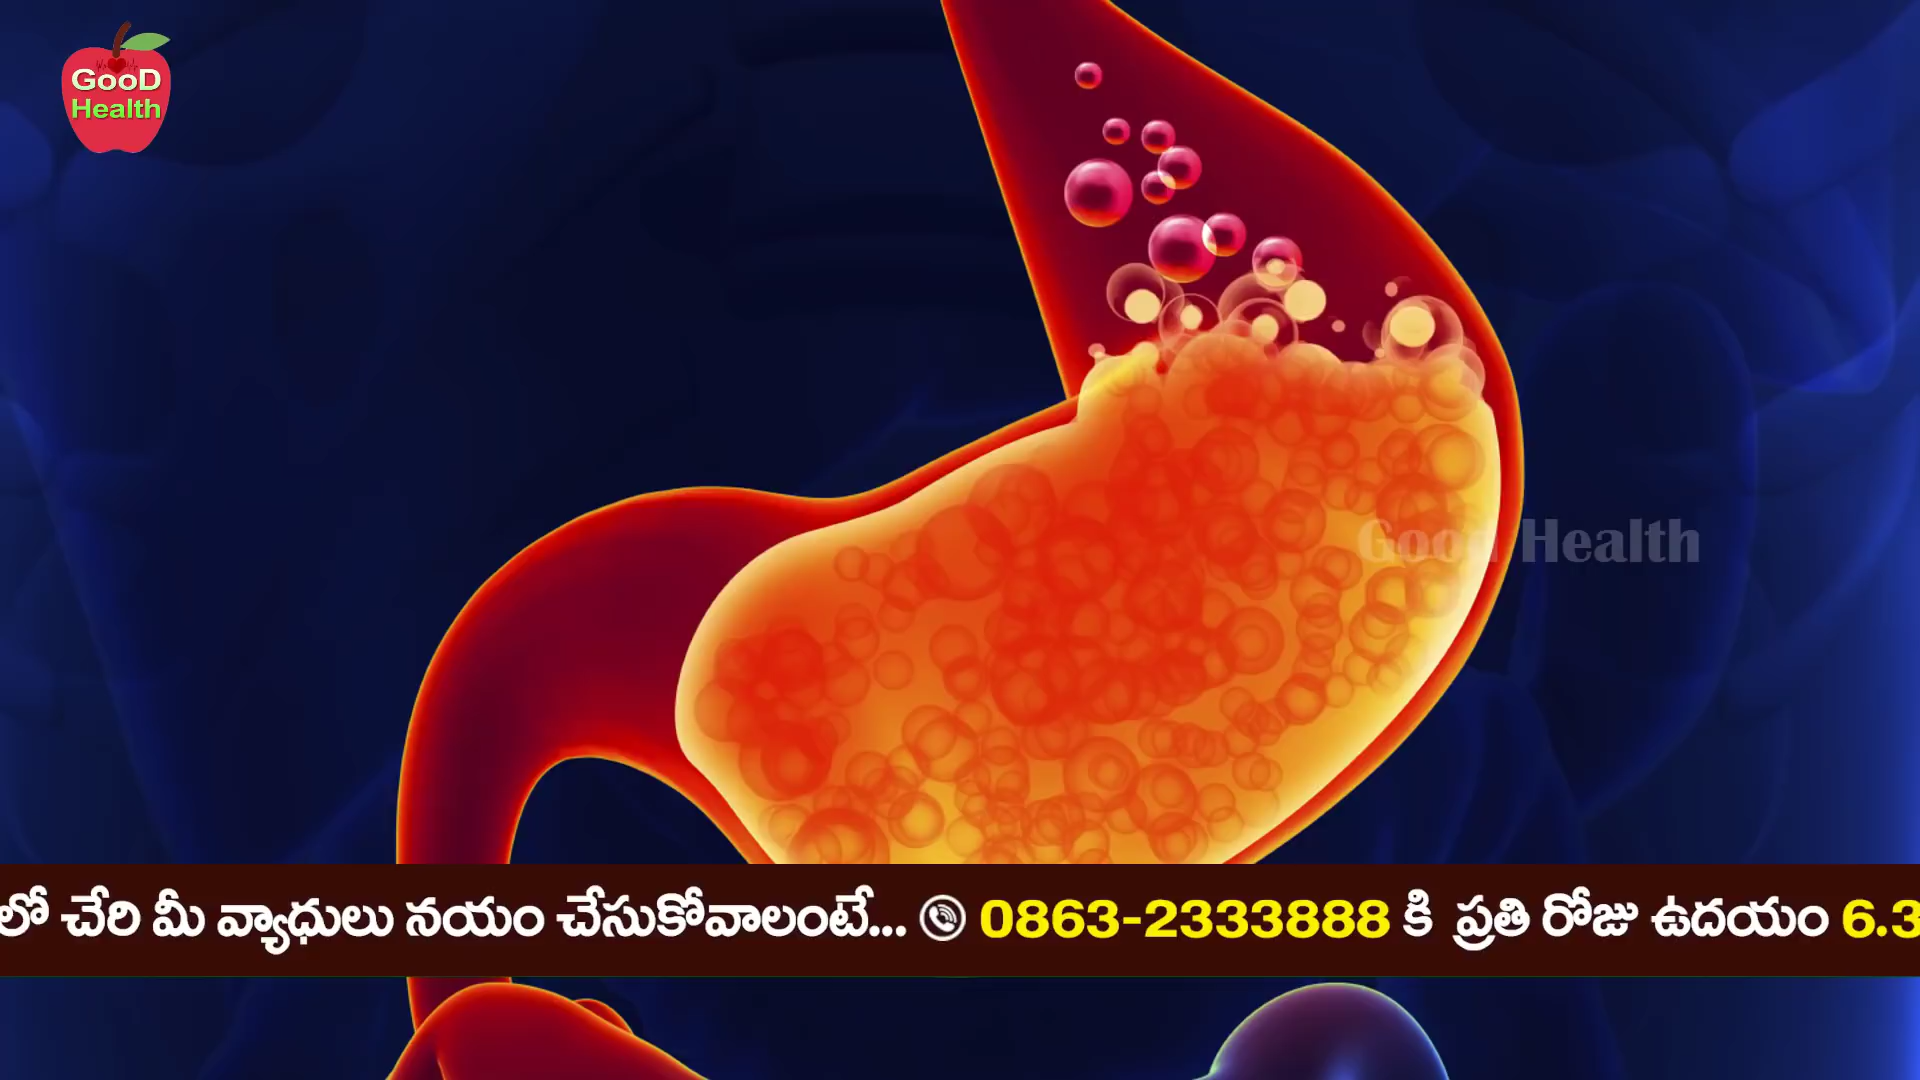 GooD
Health
Good Health
లో చేరి మీ వ్యాధులు నయం చేసుకోవాలంటే... 0863-2333888 కి ప్రతి రోజు ఉదయం 6.3